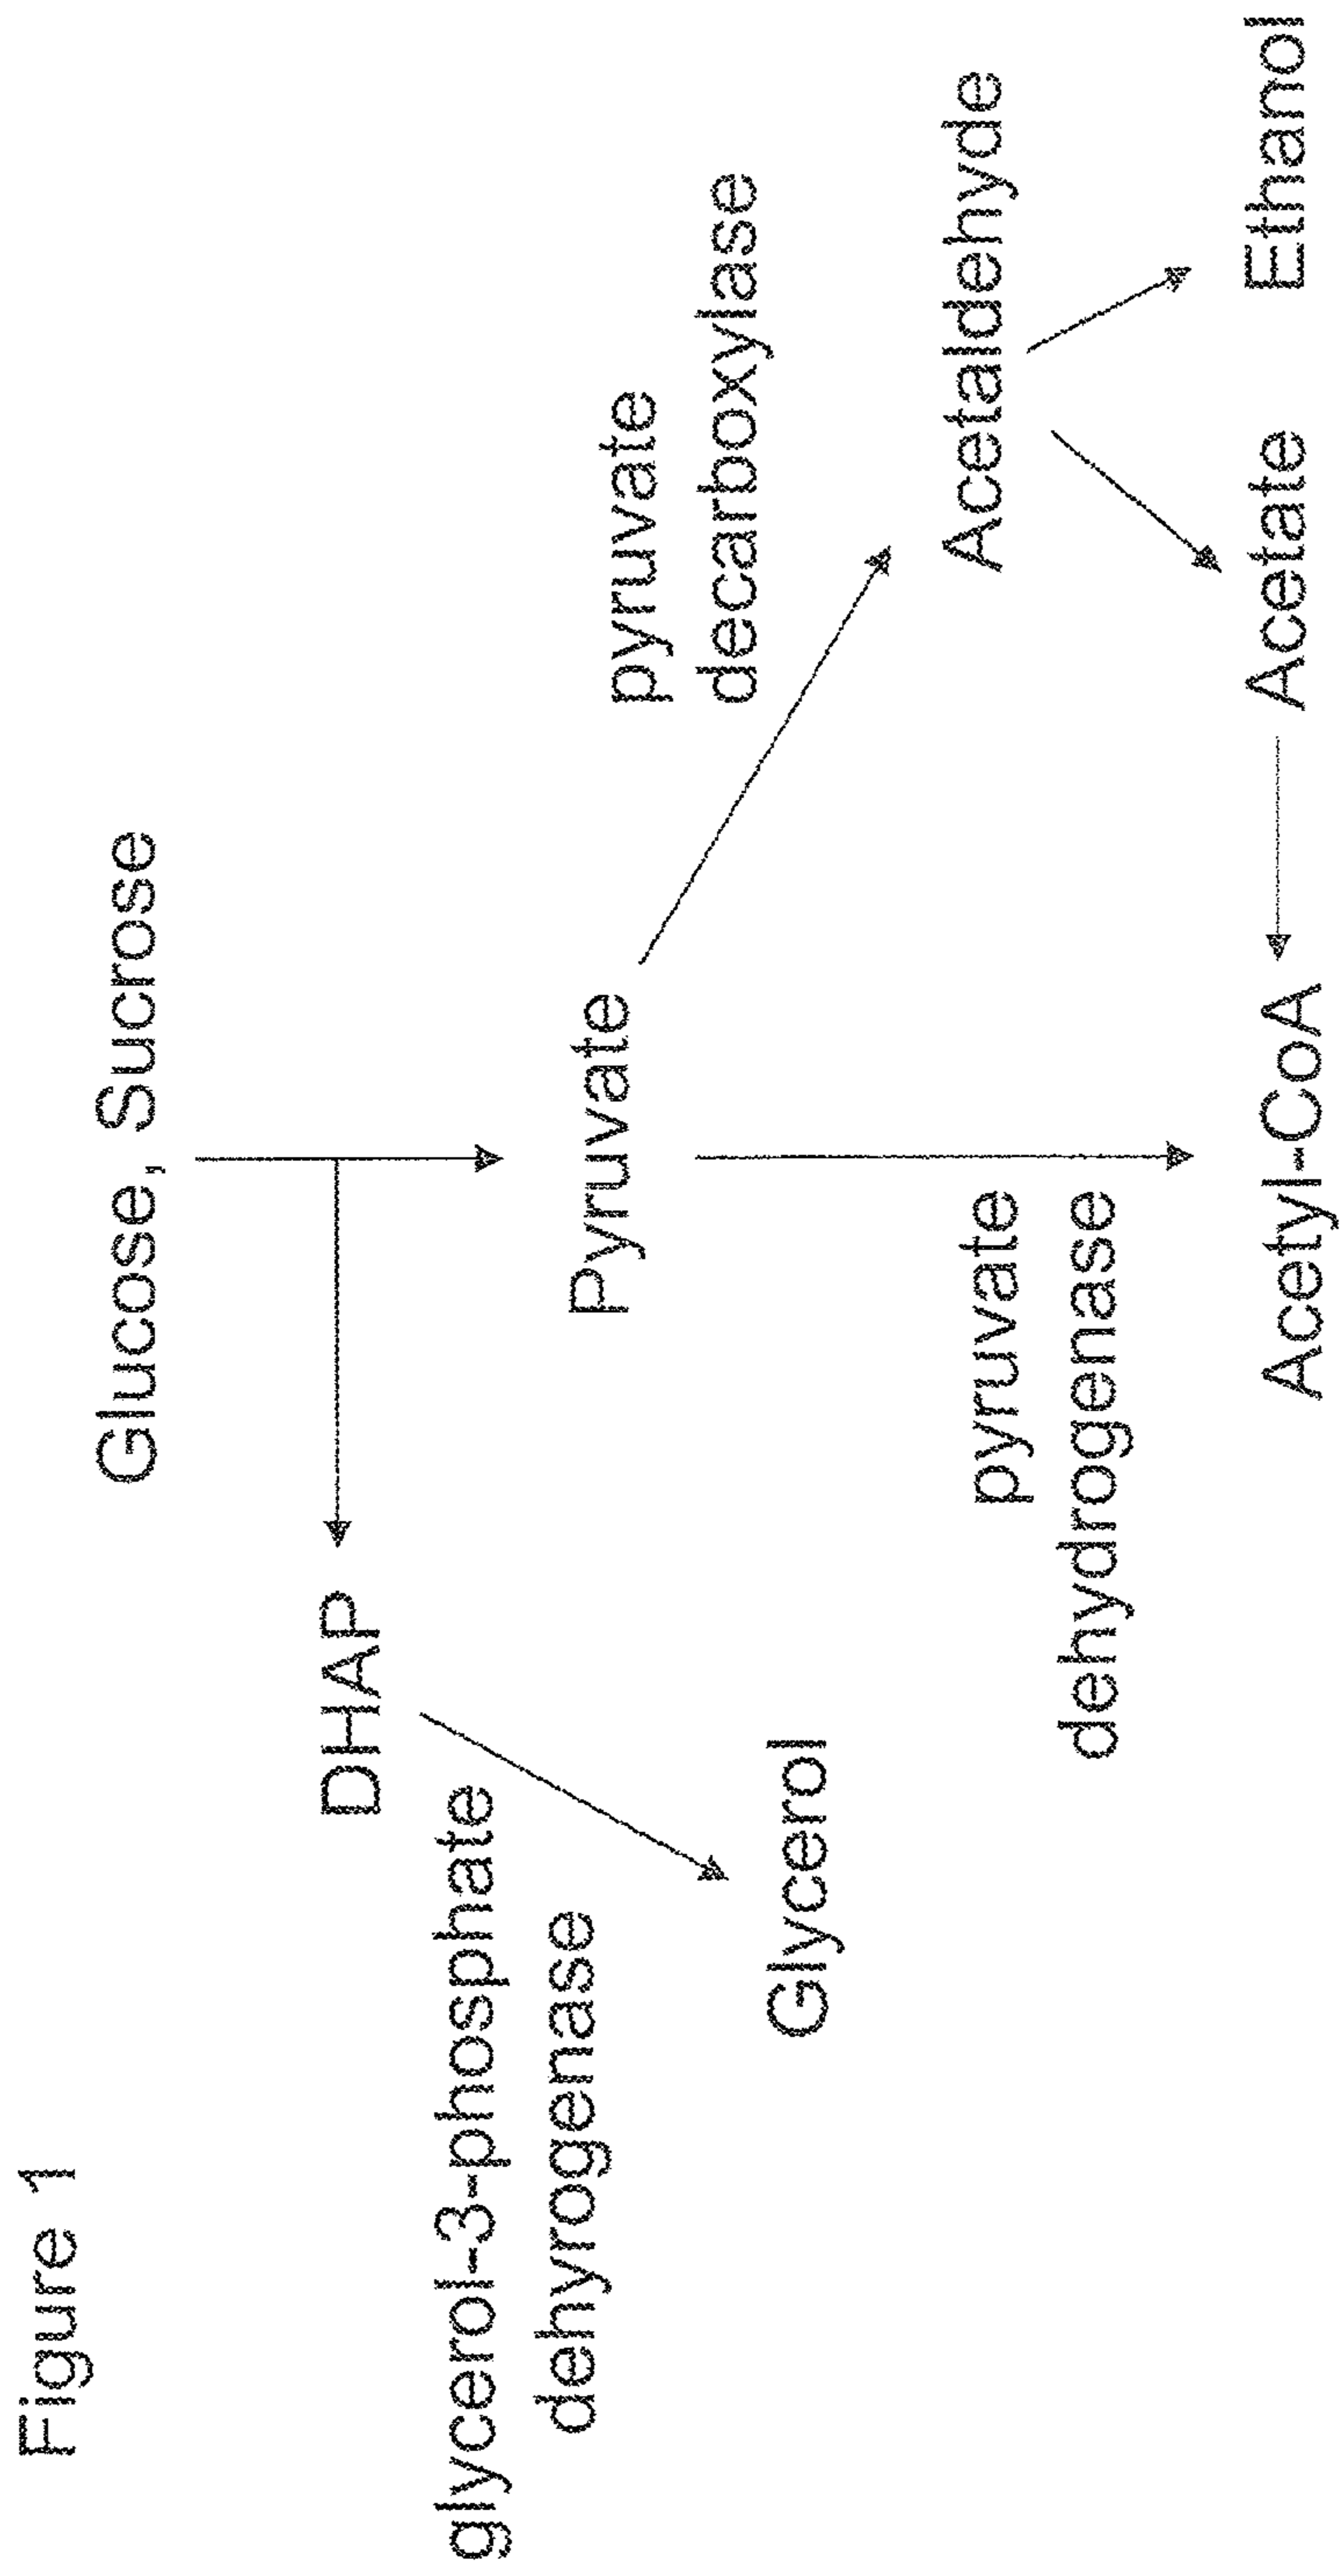 Figure 1
Glucose, Sucrose
DHAP
glycerol-3-phosphate
dehyrogenase
Glycerol
Pyruvate
pyruvate
decarboxylase
pyruvate
dehydrogenase
Acetaldehyde
Acetyl-CoA
Acetate
Ethanol